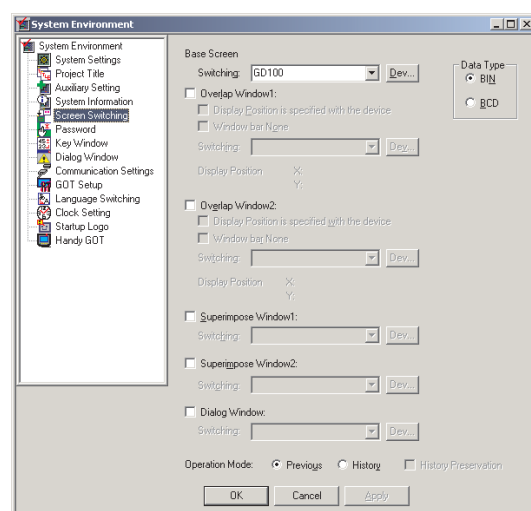 System Environment
System Environment
System Settings
Project Title
Auxiliary Setting
System Information
Screen Switching
Password
Key Window
Dialog Window
Communication Settings
GOT Setup
Language Switching
Clock Setting
Startup Logo
Handy GOT
Base Screen
Switching: GD100 Dev...
Data Type
BIN
BCD
Overlap Window1:
Display Position is specified with the device
Window bar None
Switching: Dev...
Display Position X:
Y:
Overlap Window2:
Display Position is specified with the device
Window bar None
Switching: Dev...
Display Position X:
Y:
Superimpose Window1:
Switching: Dev...
Superimpose Window2:
Switching: Dev...
Dialog Window:
Switching: Dev...
Operation Mode: Previous History History Preservation
OK Cancel Apply